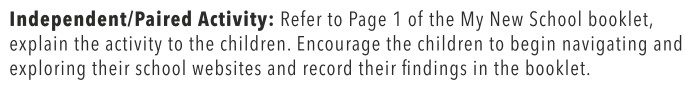 Independent/Paired Activity: Refer to Page 1 of the My New School booklet,
explain the activity to the children. Encourage the children to begin navigating and
exploring their school websites and record their findings in the booklet.